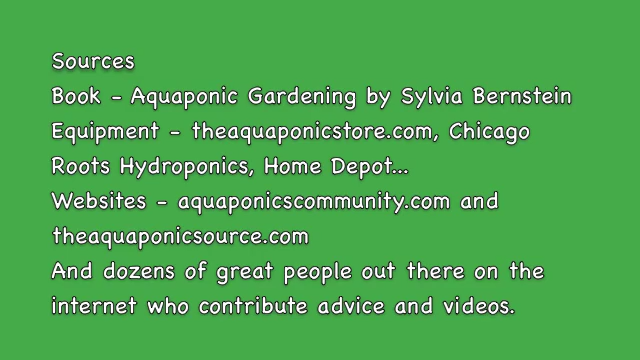 Sources
Book - Aquaponic Gardening by Sylvia Bernstein
Equipment - theaquaponicstore.com, Chicago
Roots Hydroponics, Home Depot...
Websites - aquaponicscommunity.com and
theaquaponicsource.com
And dozens of great people out there on the
internet who contribute advice and videos.